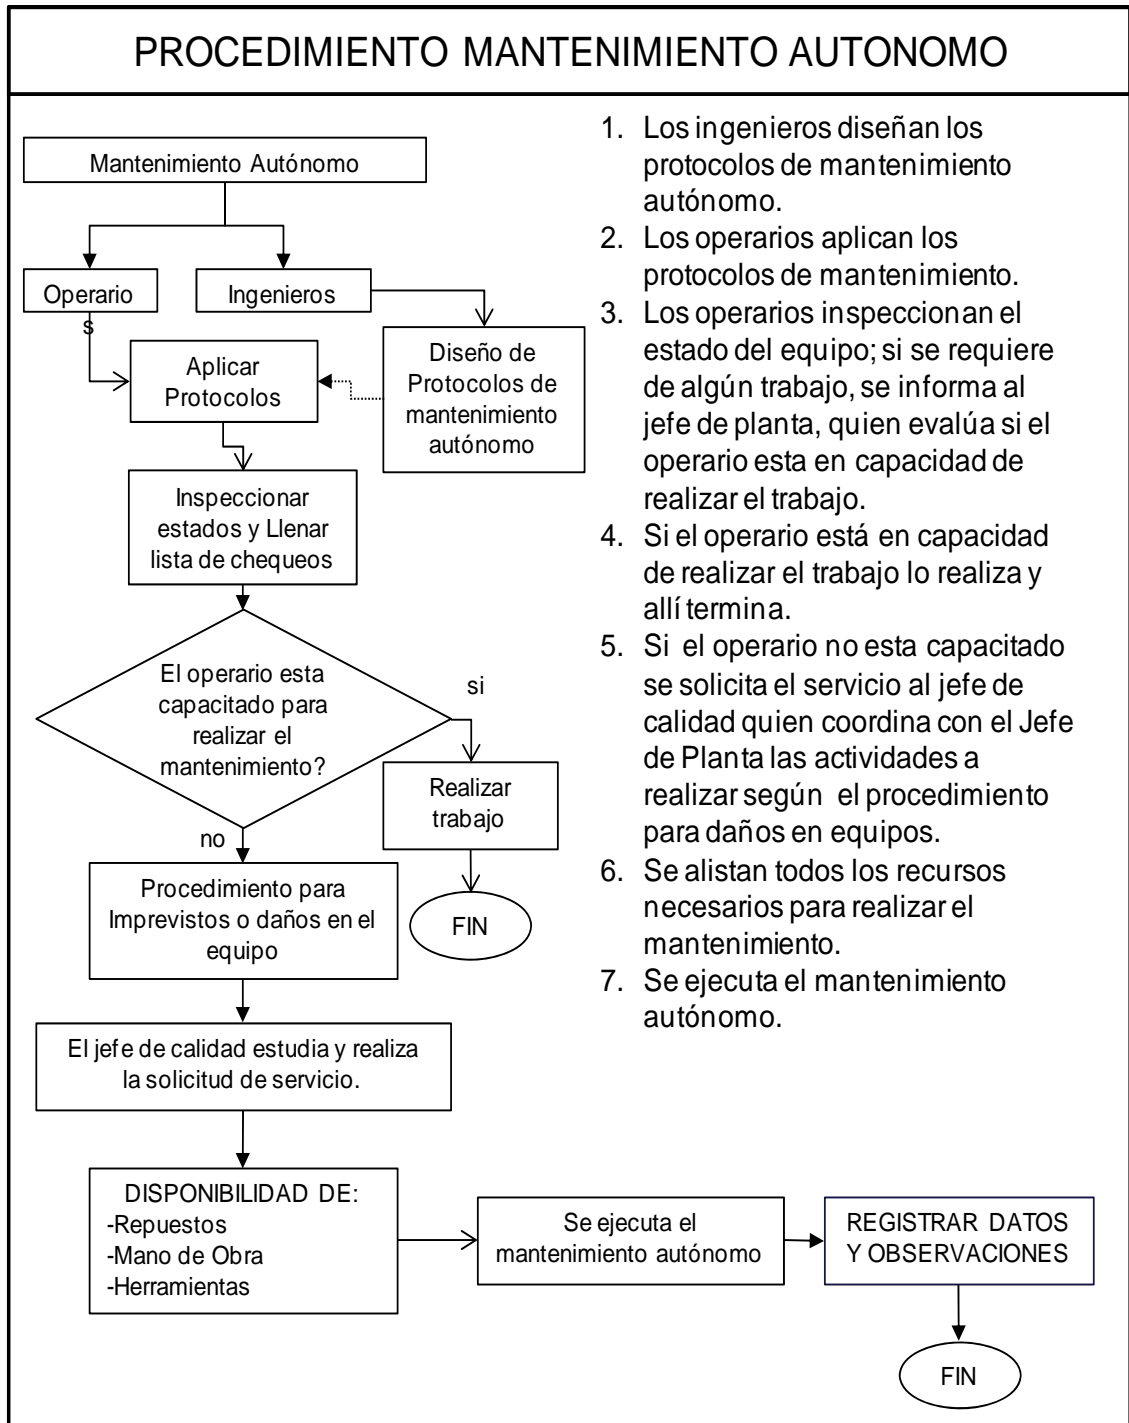 PROCEDIMIENTO MANTENIMIENTO AUTONOMO
Mantenimiento Autónomo
Operario
s
Ingenieros
Aplicar
Protocolos
Diseño de
Protocolos de
mantenimiento
autónomo
Inspeccionar
estados y Llenar
lista de chequeos
El operario esta
capacitado para
realizar el
mantenimiento?
si
Realizar
trabajo
FIN
no
Procedimiento para
Imprevistos o daños en el
equipo
El jefe de calidad estudia y realiza
la solicitud de servicio.
DISPONIBILIDAD DE:
-Repuestos
-Mano de Obra
-Herramientas
Se ejecuta el
mantenimiento autónomo
REGISTRAR DATOS
Y OBSERVACIONES
FIN
1. Los ingenieros diseñan los
protocolos de mantenimiento
autónomo.
2. Los operarios aplican los
protocolos de mantenimiento.
3. Los operarios inspeccionan el
estado del equipo; si se requiere
de algún trabajo, se informa al
jefe de planta, quien evalúa si el
operario esta en capacidad de
realizar el trabajo.
4. Si el operario está en capacidad
de realizar el trabajo lo realiza y
allí termina.
5. Si el operario no esta capacitado
se solicita el servicio al jefe de
calidad quien coordina con el Jefe
de Planta las actividades a
realizar según el procedimiento
para daños en equipos.
6. Se alistan todos los recursos
necesarios para realizar el
mantenimiento.
7. Se ejecuta el mantenimiento
autónomo.